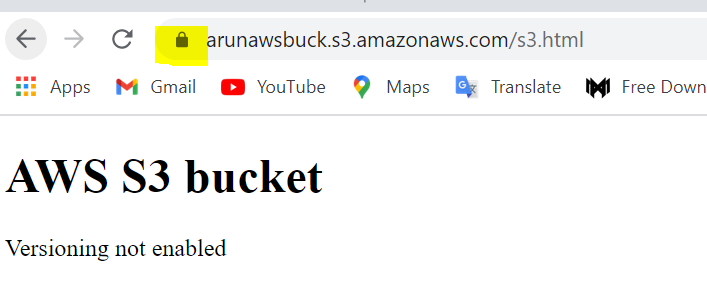 arunawsbuck.s3.amazonaws.com/s3.html
Apps Gmail YouTube Maps Translate Free Down
AWS S3 bucket
Versioning not enabled